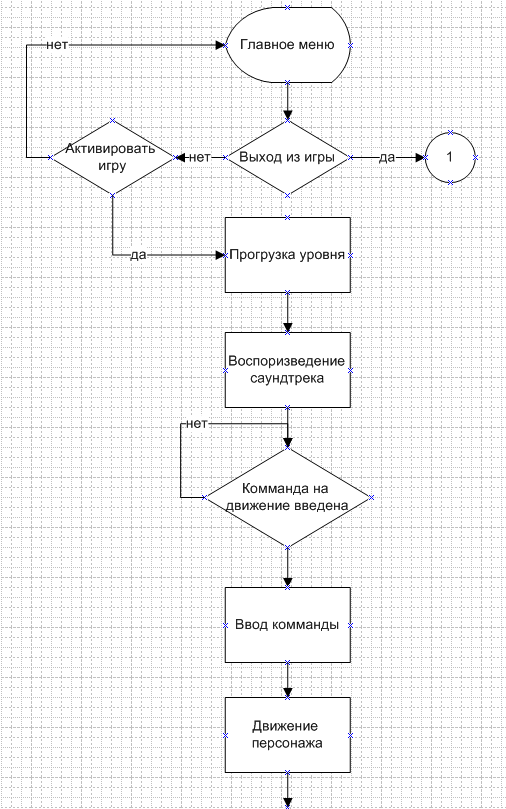 нет
Главное меню
Активировать
игру
нет
Выход из игры
да
1
да
Прогрузка уровня
Воспоризведение
саундтрека
нет
Комманда на
движение введена
Ввод комманды
Движение
персонажа